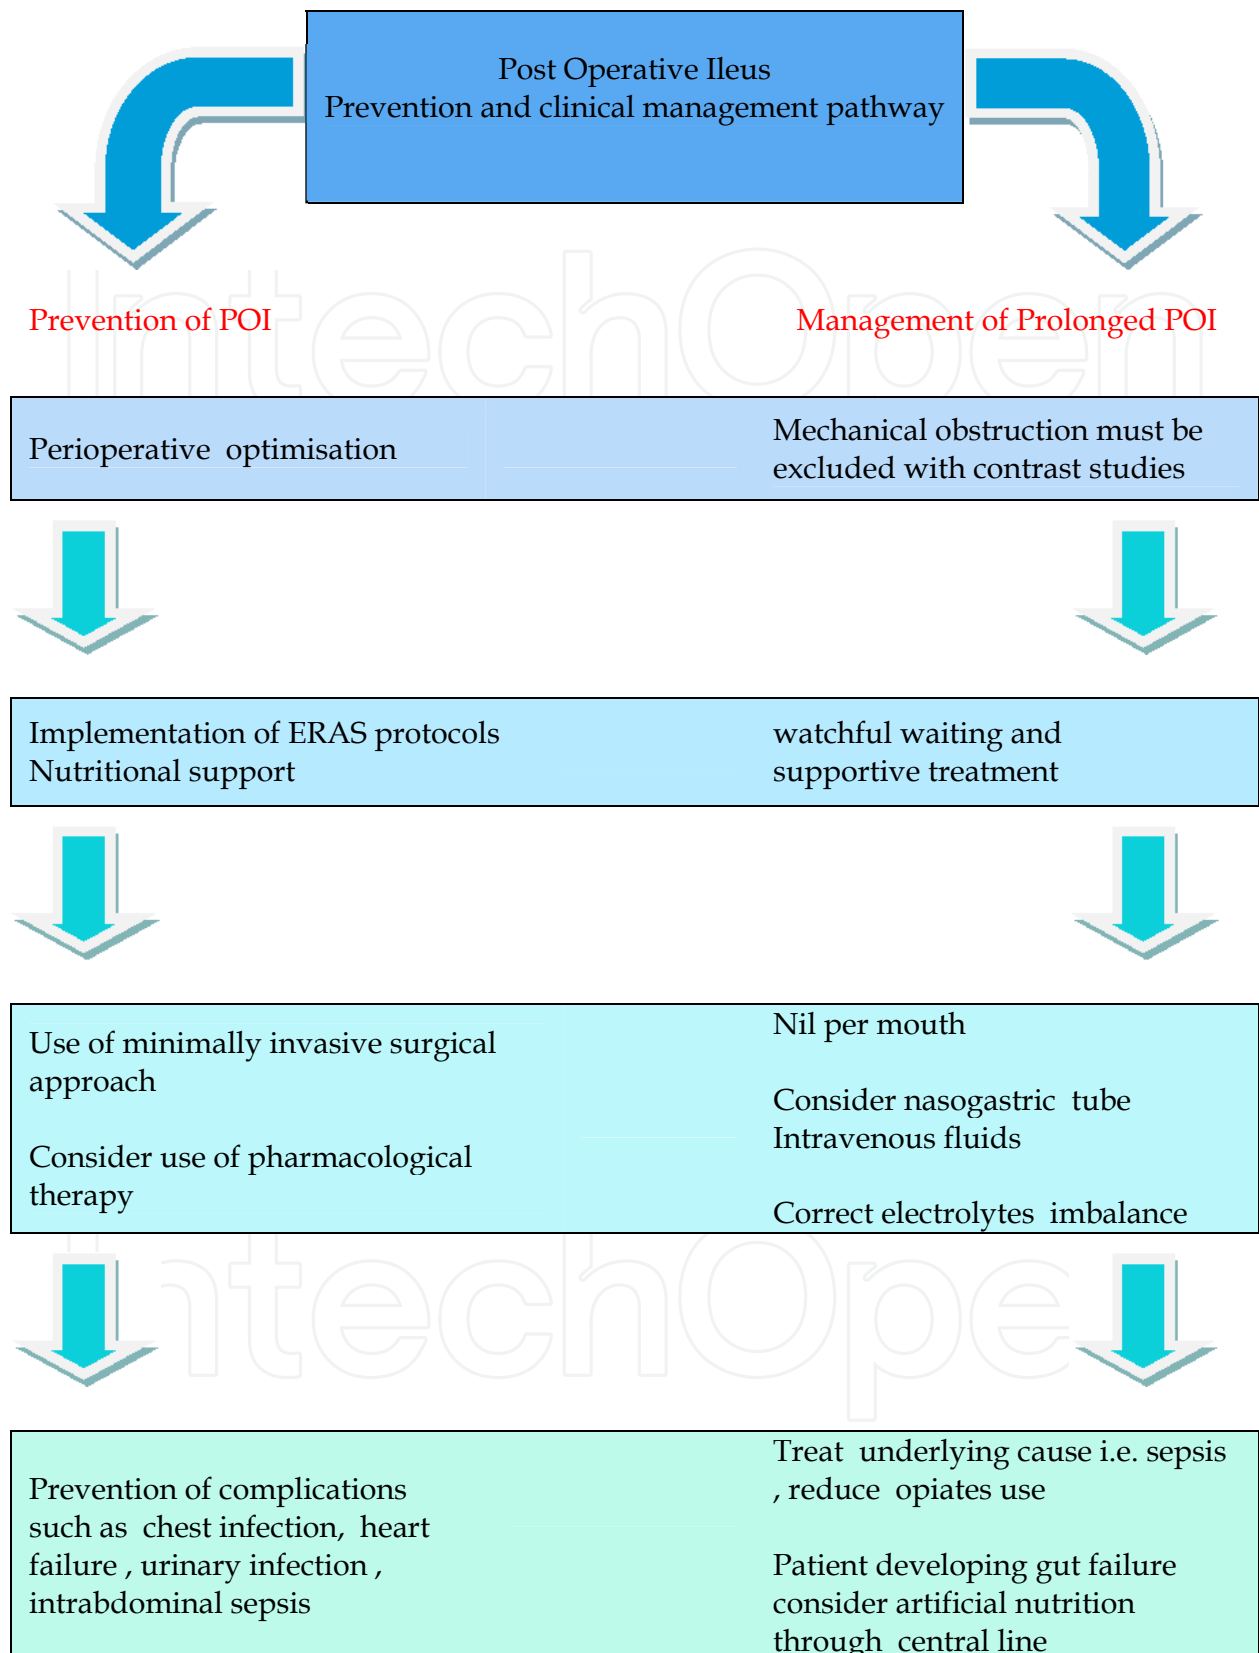 Post Operative Ileus
Prevention and clinical management pathway
IntechOpen
Prevention of POI
Management of Prolonged POI
Perioperative optimisation
Mechanical obstruction must be
excluded with contrast studies
Implementation of ERAS protocols
Nutritional support
watchful waiting and
supportive treatment
Use of minimally invasive surgical
approach
Consider use of pharmacological
therapy
Nil per mouth
Consider nasogastric tube
Intravenous fluids
Correct electrolytes imbalance
IntechOpe
Prevention of complications
such as chest infection, heart
failure , urinary infection ,
intrabdominal sepsis
Treat underlying cause i.e. sepsis
, reduce opiates use
Patient developing gut failure
consider artificial nutrition
through central line